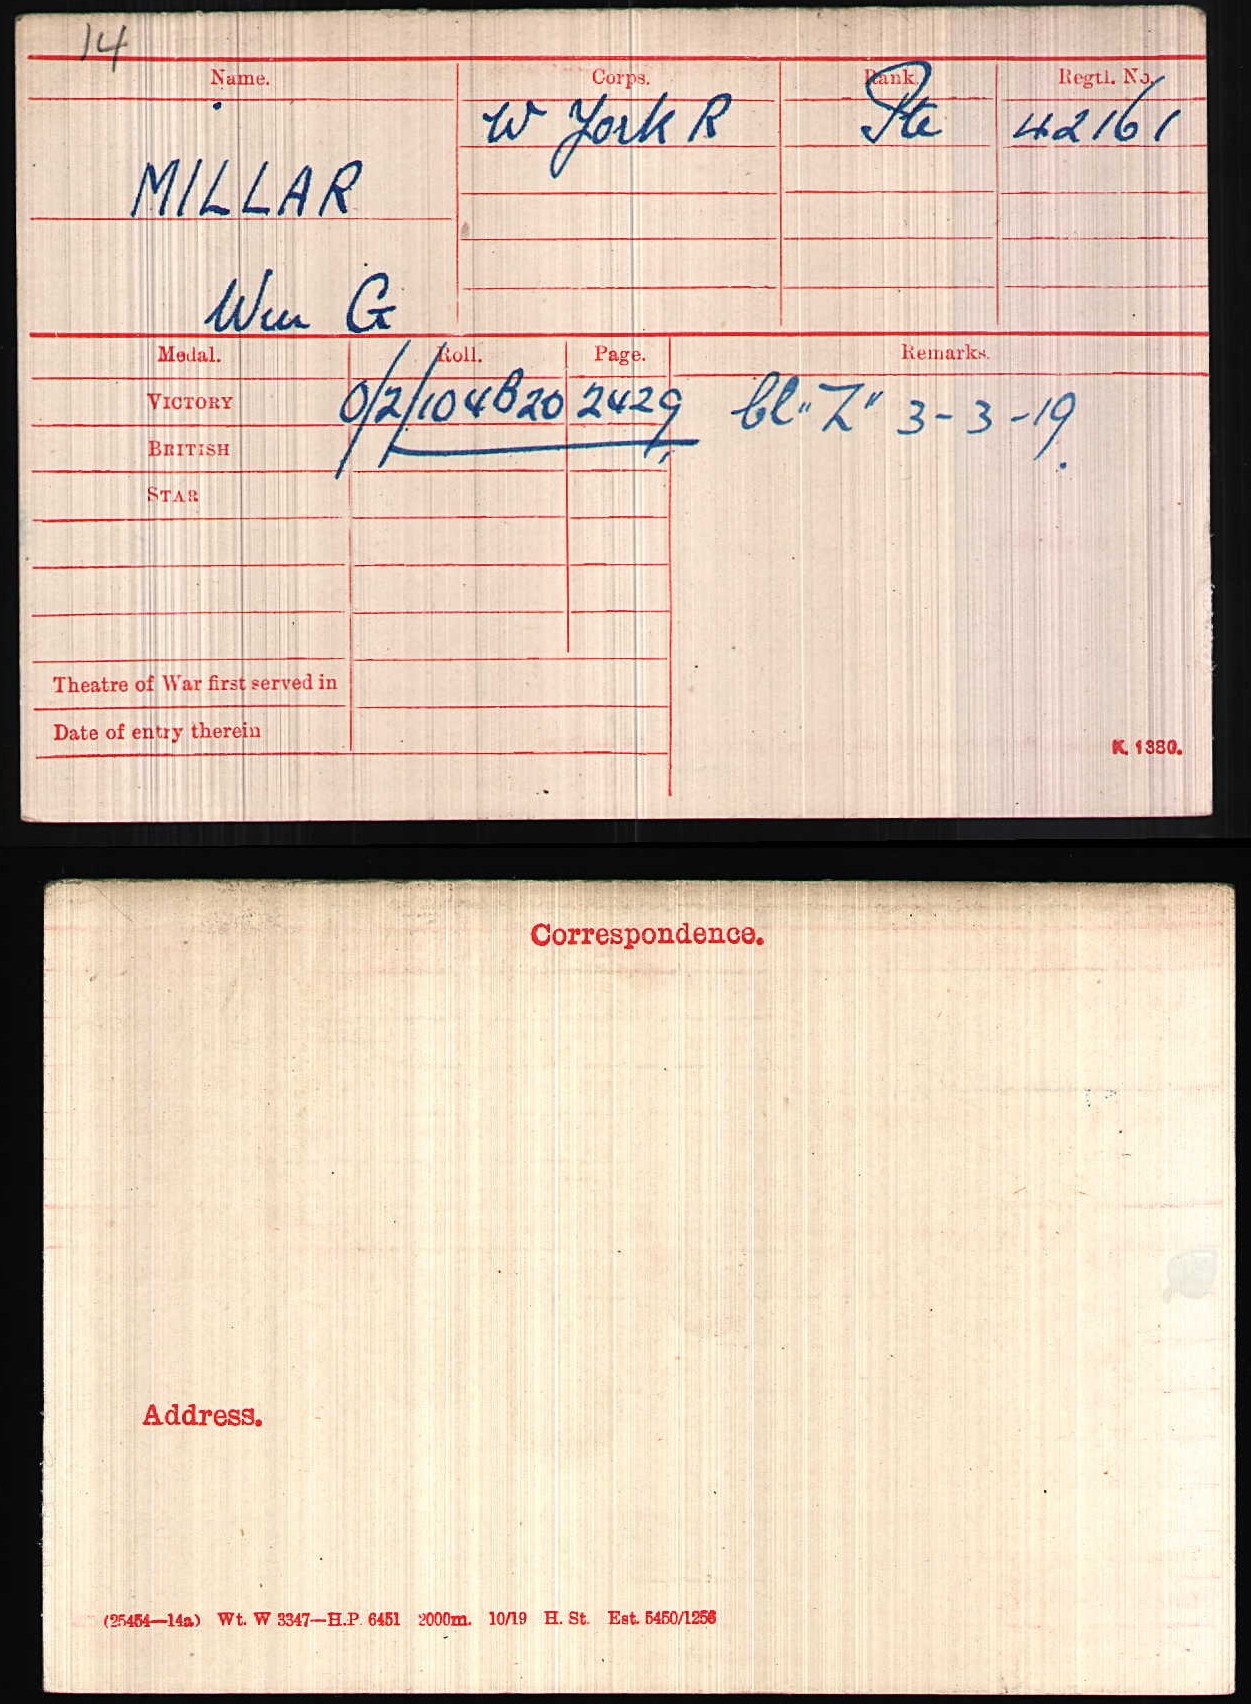 14
Name. Corps. Rank. Regtl. No.
W York R Pte 42161
MILLAR
Wm G
Medal. Roll. Page. Remarks.
VICTORY O/2/104B20 2429 Cl "Z" 3-3-19.
BRITISH
STAR
Theatre of War first served in
Date of entry therein
K. 1380.
Correspondence.
Address.
(25454—14a) Wt. W 3347—H.P. 6451 2000m. 10/19 H. St. Est. 5450/1256